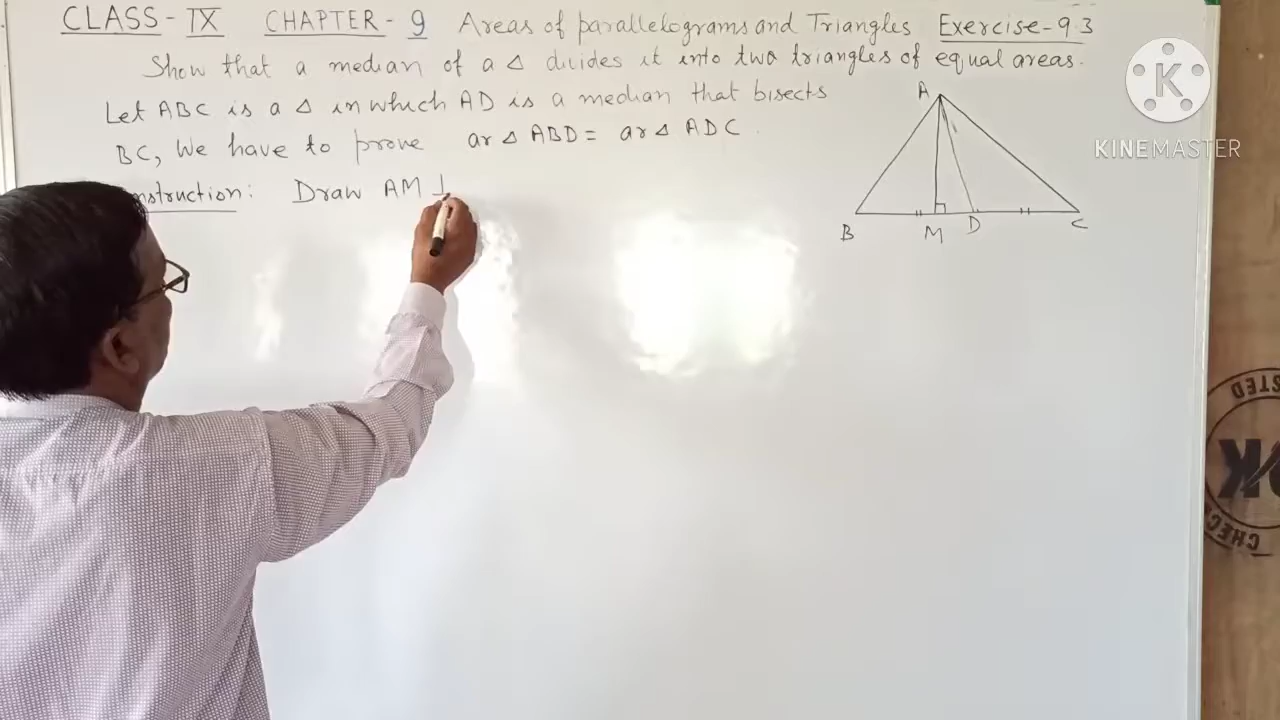 CLASS - IX CHAPTER - 9 Areas of parallelograms and Triangles Exercise - 9.3
Show that a median of a Δ divides it into two triangles of equal areas.
Let ABC is a Δ in which AD is a median that bisects
BC, We have to prove ar Δ ABD = ar Δ ADC.
nstruction: Draw AM ⊥
A
B M D C
K
KINEMASTER